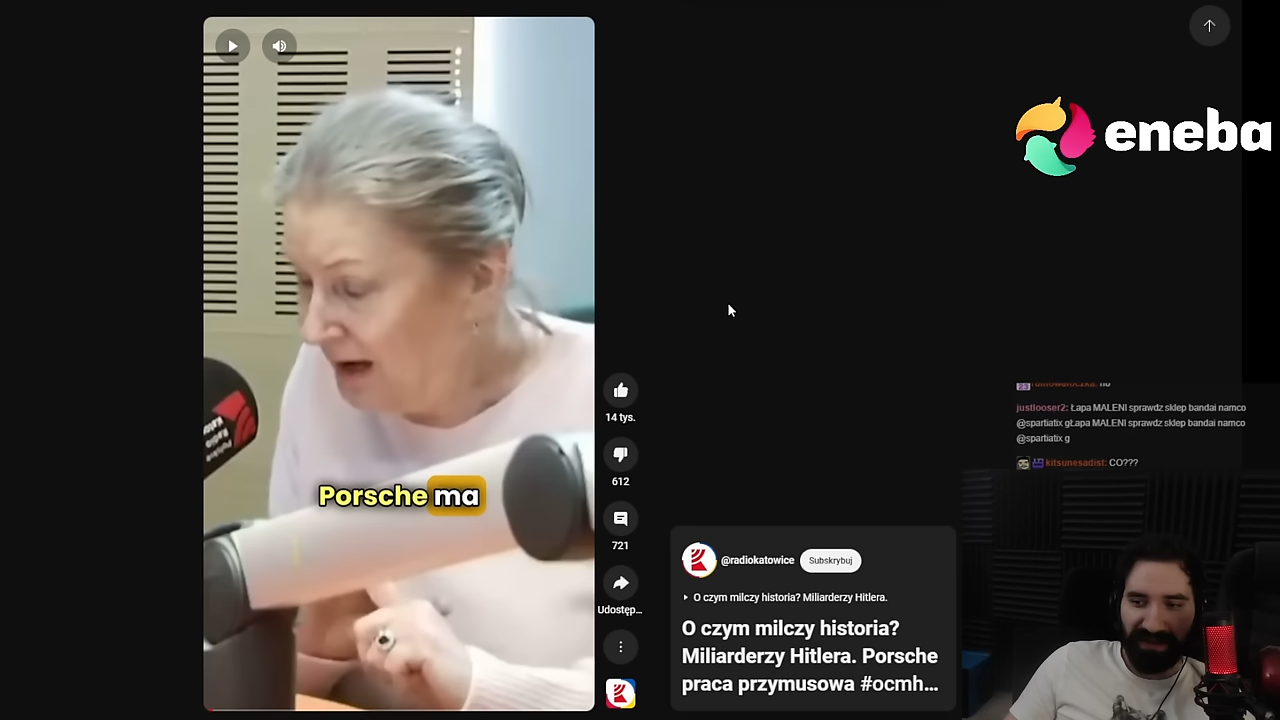 eneba
14 tys.
612
721
Udostęp...
Porsche ma
@radiokatowice
Subskrybuj
O czym milczy historia? Miliarderzy Hitlera.
O czym milczy historia?
Miliarderzy Hitlera. Porsche
praca przymusowa #ocmh...
justlooser2: Łapa MALENI sprawdz sklep bandai namco
@spartiatix gŁapa MALENI sprawdz sklep bandai namco
@spartiatix g
kitsunesadist: CO???